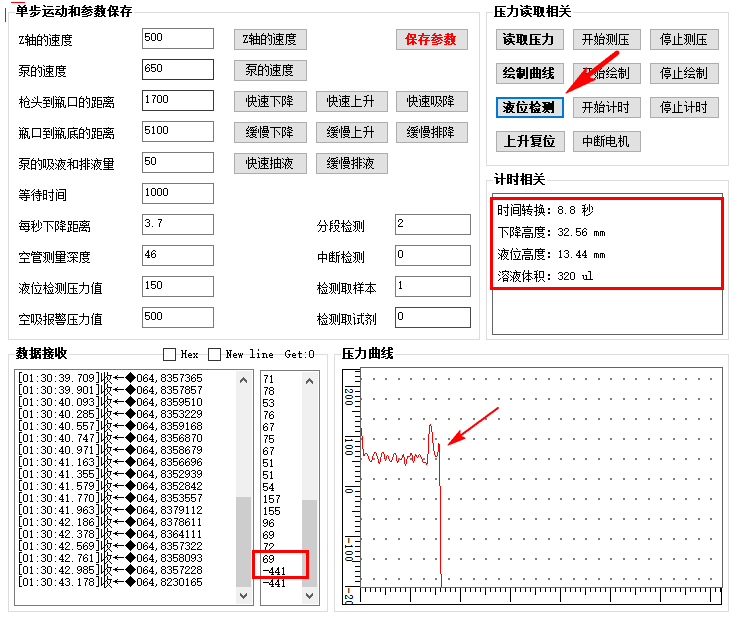 单步运动和参数保存
Z轴的速度 500 Z轴的速度 保存参数
泵的速度 650 泵的速度
枪头到瓶口的距离 1700 快速下降 快速上升 快速吸降
瓶口到瓶底的距离 5100 缓慢下降 缓慢上升 缓慢排降
泵的吸液和排液量 50 快速抽液 缓慢排液
等待时间 1000
每秒下降距离 3.7 分段检测 2
空管测量深度 46 中断检测 0
液位检测压力值 150 检测取样本 1
空吸报警压力值 500 检测取试剂 0
压力读取相关
读取压力 开始测压 停止测压
绘制曲线 开始绘制 停止绘制
液位检测 开始计时 停止计时
上升复位 中断电机
计时相关
时间转换: 8.8 秒
下降高度: 32.56 mm
液位高度: 13.44 mm
溶液体积: 320 ul
数据接收 Hex New line Get:0
[01:30:39.709]收←◆064,8357365
[01:30:39.901]收←◆064,8357857
[01:30:40.093]收←◆064,8359510
[01:30:40.285]收←◆064,8353229
[01:30:40.557]收←◆064,8359168
[01:30:40.747]收←◆064,8356870
[01:30:40.971]收←◆064,8358679
[01:30:41.163]收←◆064,8356696
[01:30:41.355]收←◆064,8352939
[01:30:41.579]收←◆064,8352842
[01:30:41.770]收←◆064,8353557
[01:30:41.963]收←◆064,8379112
[01:30:42.186]收←◆064,8378611
[01:30:42.378]收←◆064,8364111
[01:30:42.569]收←◆064,8357322
[01:30:42.761]收←◆064,8358093
[01:30:42.985]收←◆064,8357228
[01:30:43.178]收←◆064,8230165
71
78
53
76
67
75
67
51
51
54
157
155
96
69
72
69
-441
-441
压力曲线
200
100
0
-100